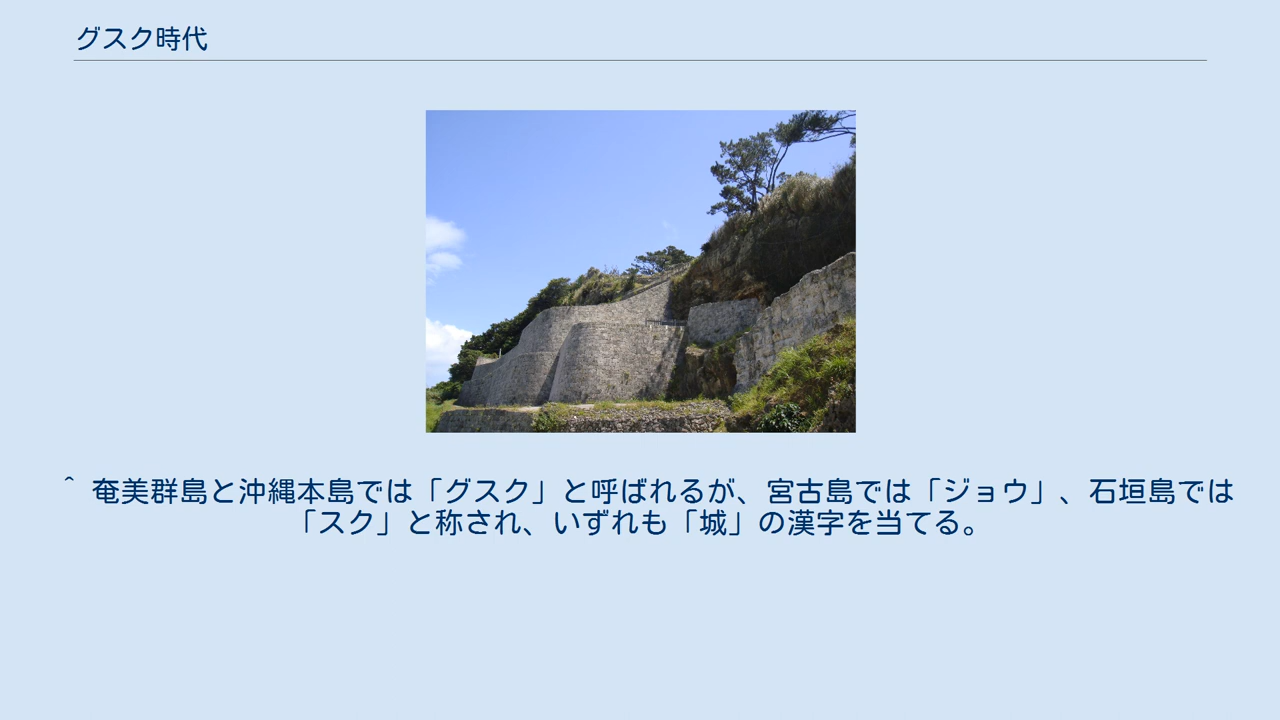 グスク時代
^ 奄美群島と沖縄本島では「グスク」と呼ばれるが、宮古島では「ジョウ」、石垣島では
「スク」と称され、いずれも「城」の漢字を当てる。